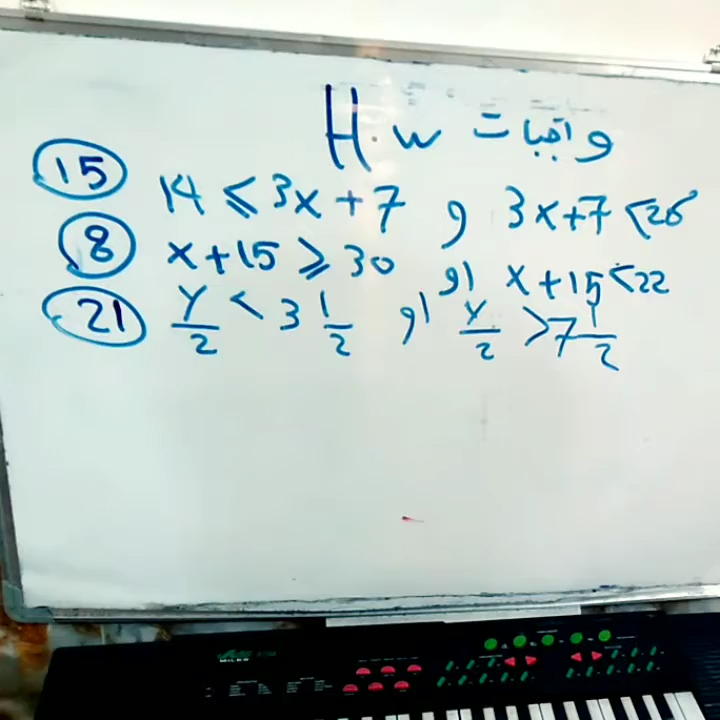 H.W واجبات
15 14 ≤ 3x + 7 و 3x+7 < 26
8 x + 15 ≥ 30 او x + 15 < 22
21 y/2 < 3 1/2 او y/2 > 7 1/2